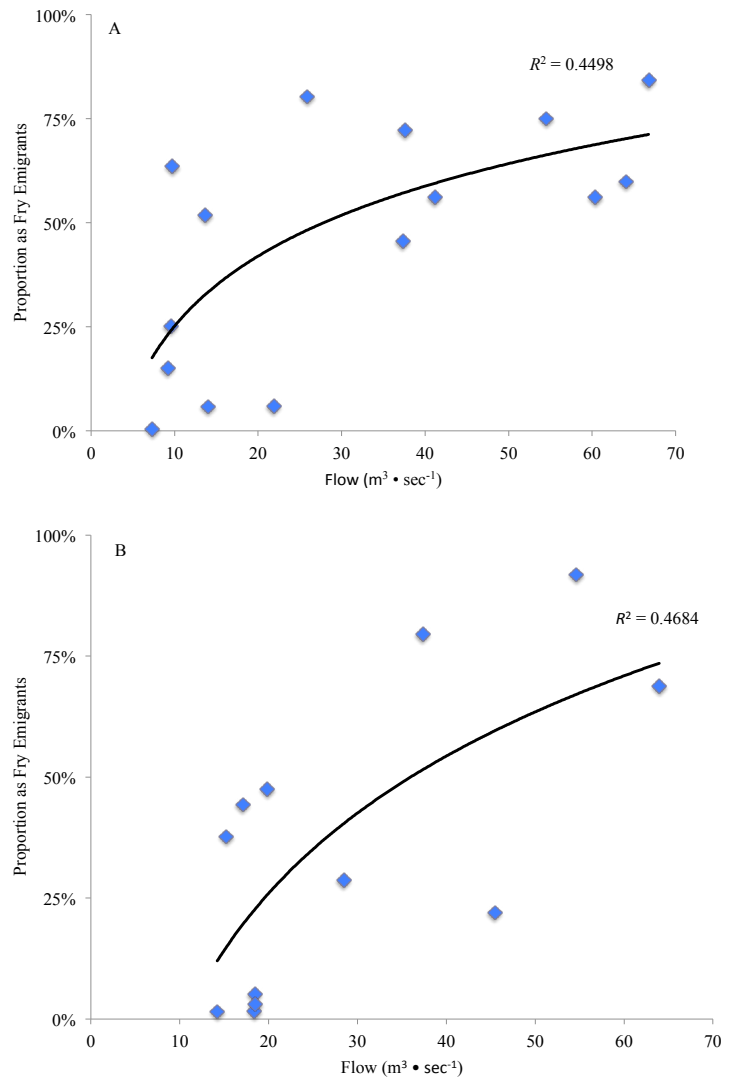 A
R² = 0.4498
100%
75%
50%
25%
0%
Proportion as Fry Emigrants
0 10 20 30 40 50 60 70
Flow (m³ • sec⁻¹)
B
R² = 0.4684
100%
75%
50%
25%
0%
Proportion as Fry Emigrants
0 10 20 30 40 50 60 70
Flow (m³ • sec⁻¹)